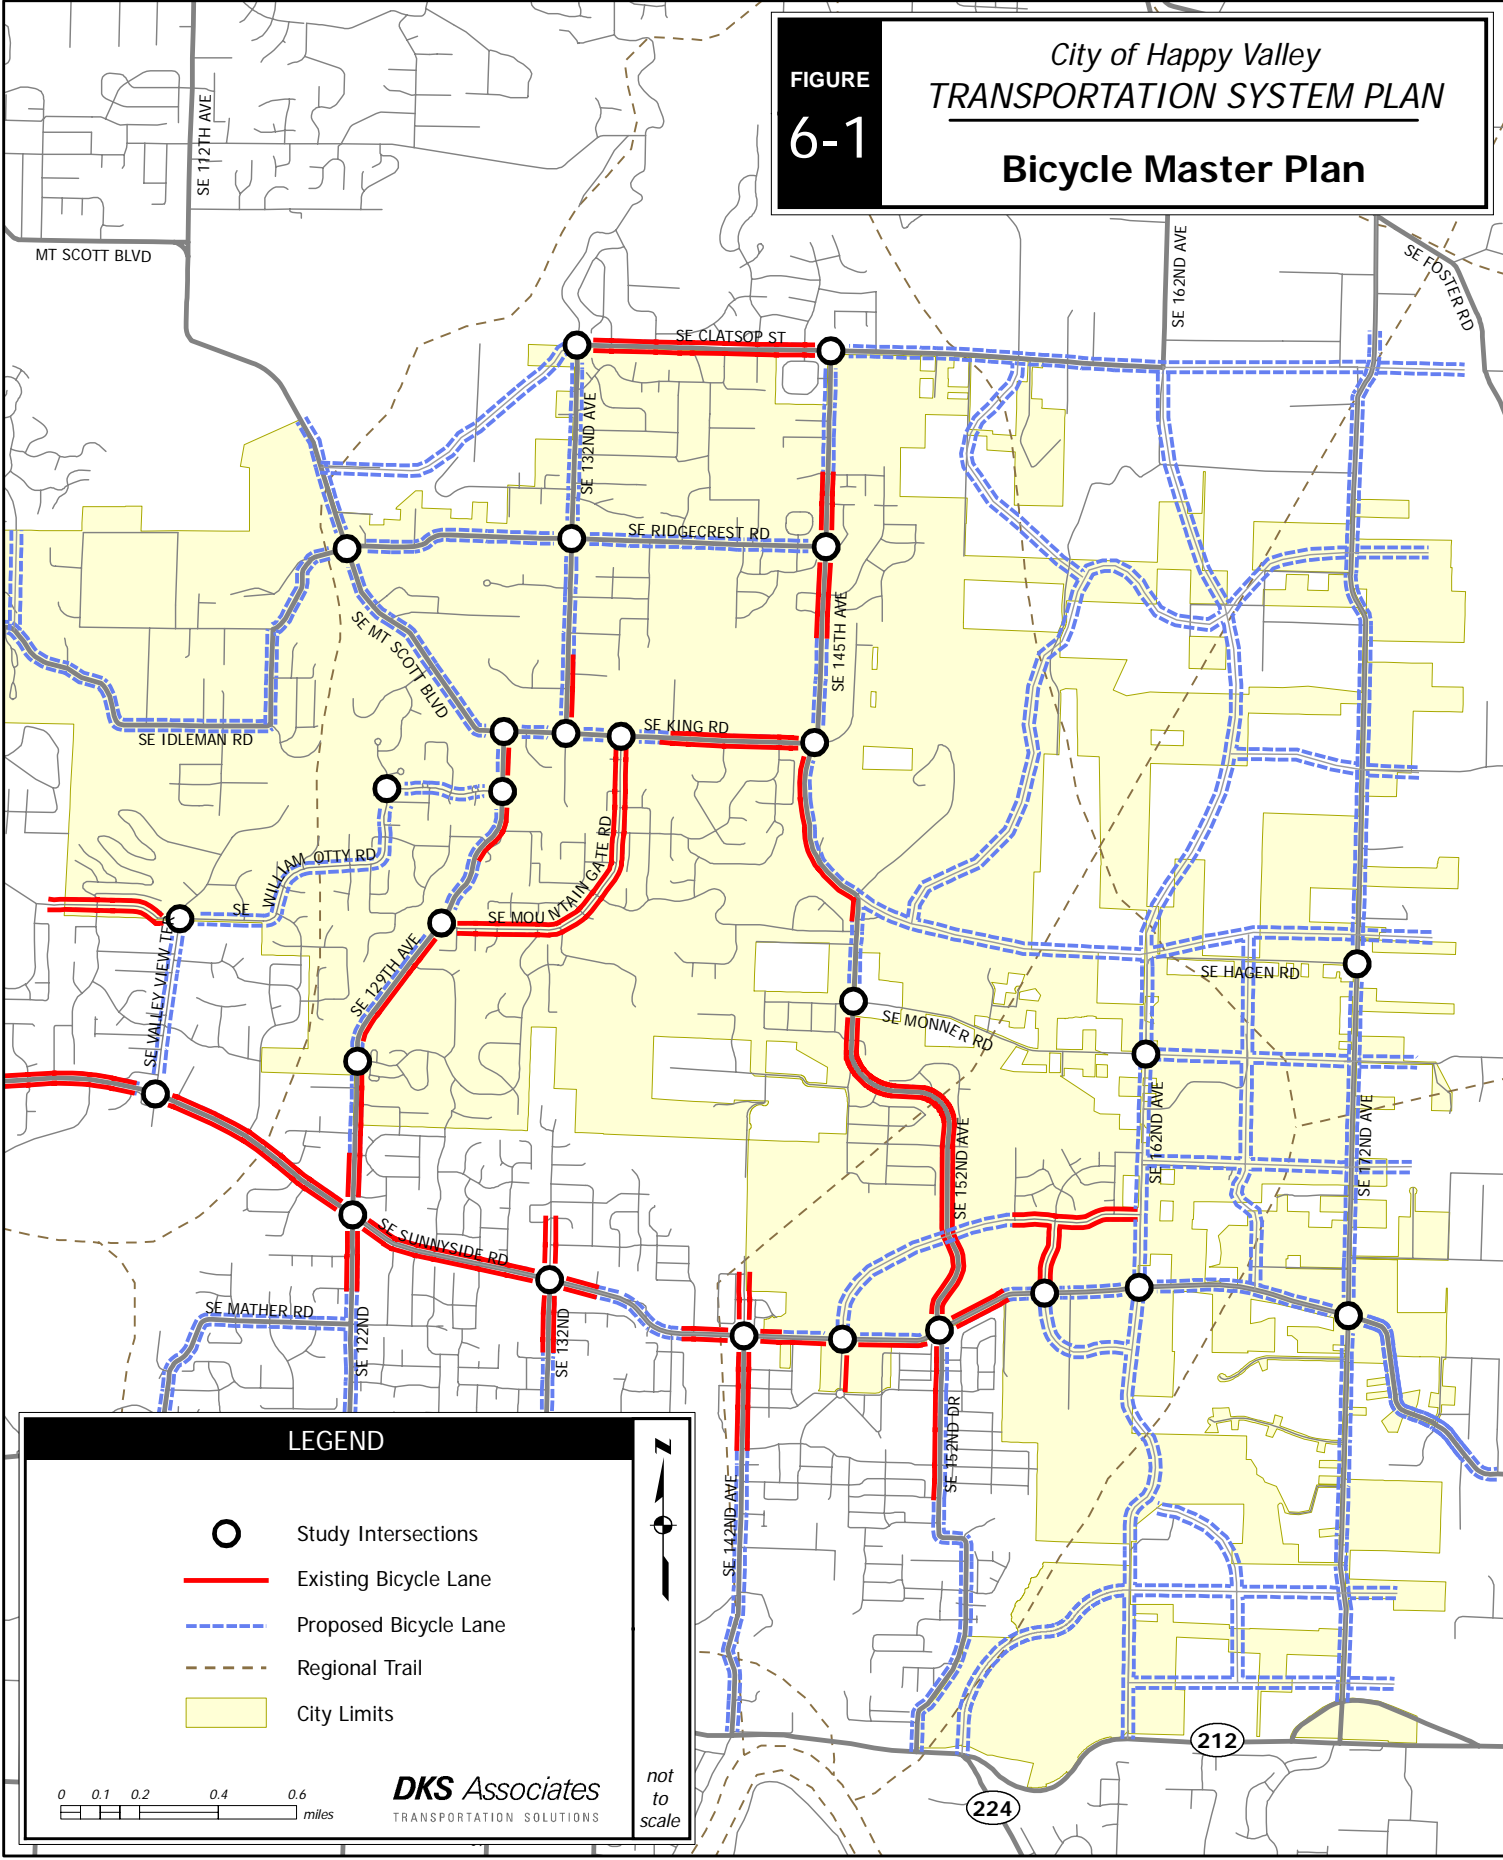 FIGURE
6-1
City of Happy Valley
TRANSPORTATION SYSTEM PLAN
Bicycle Master Plan
SE 112TH AVE
MT SCOTT BLVD
SE 162ND AVE
SE FOSTER RD
SE CLATSOP ST
SE 132ND AVE
SE RIDGECREST RD
SE 145TH AVE
SE MT SCOTT BLVD
SE KING RD
SE IDLEMAN RD
SE WILLIAM OTTY RD
SE MOUNTAIN GATE RD
SE VALLEY VIEW TER
SE 129TH AVE
SE HAGEN RD
SE MONNER RD
SE 152ND AVE
SE 162ND AVE
SE 172ND AVE
SE SUNNYSIDE RD
SE MATHER RD
SE 122ND
SE 132ND
SE 152ND DR
SE 142ND AVE
212
224
LEGEND
Study Intersections
Existing Bicycle Lane
Proposed Bicycle Lane
Regional Trail
City Limits
0 0.1 0.2 0.4 0.6
miles
DKS Associates
TRANSPORTATION SOLUTIONS
N
not
to
scale